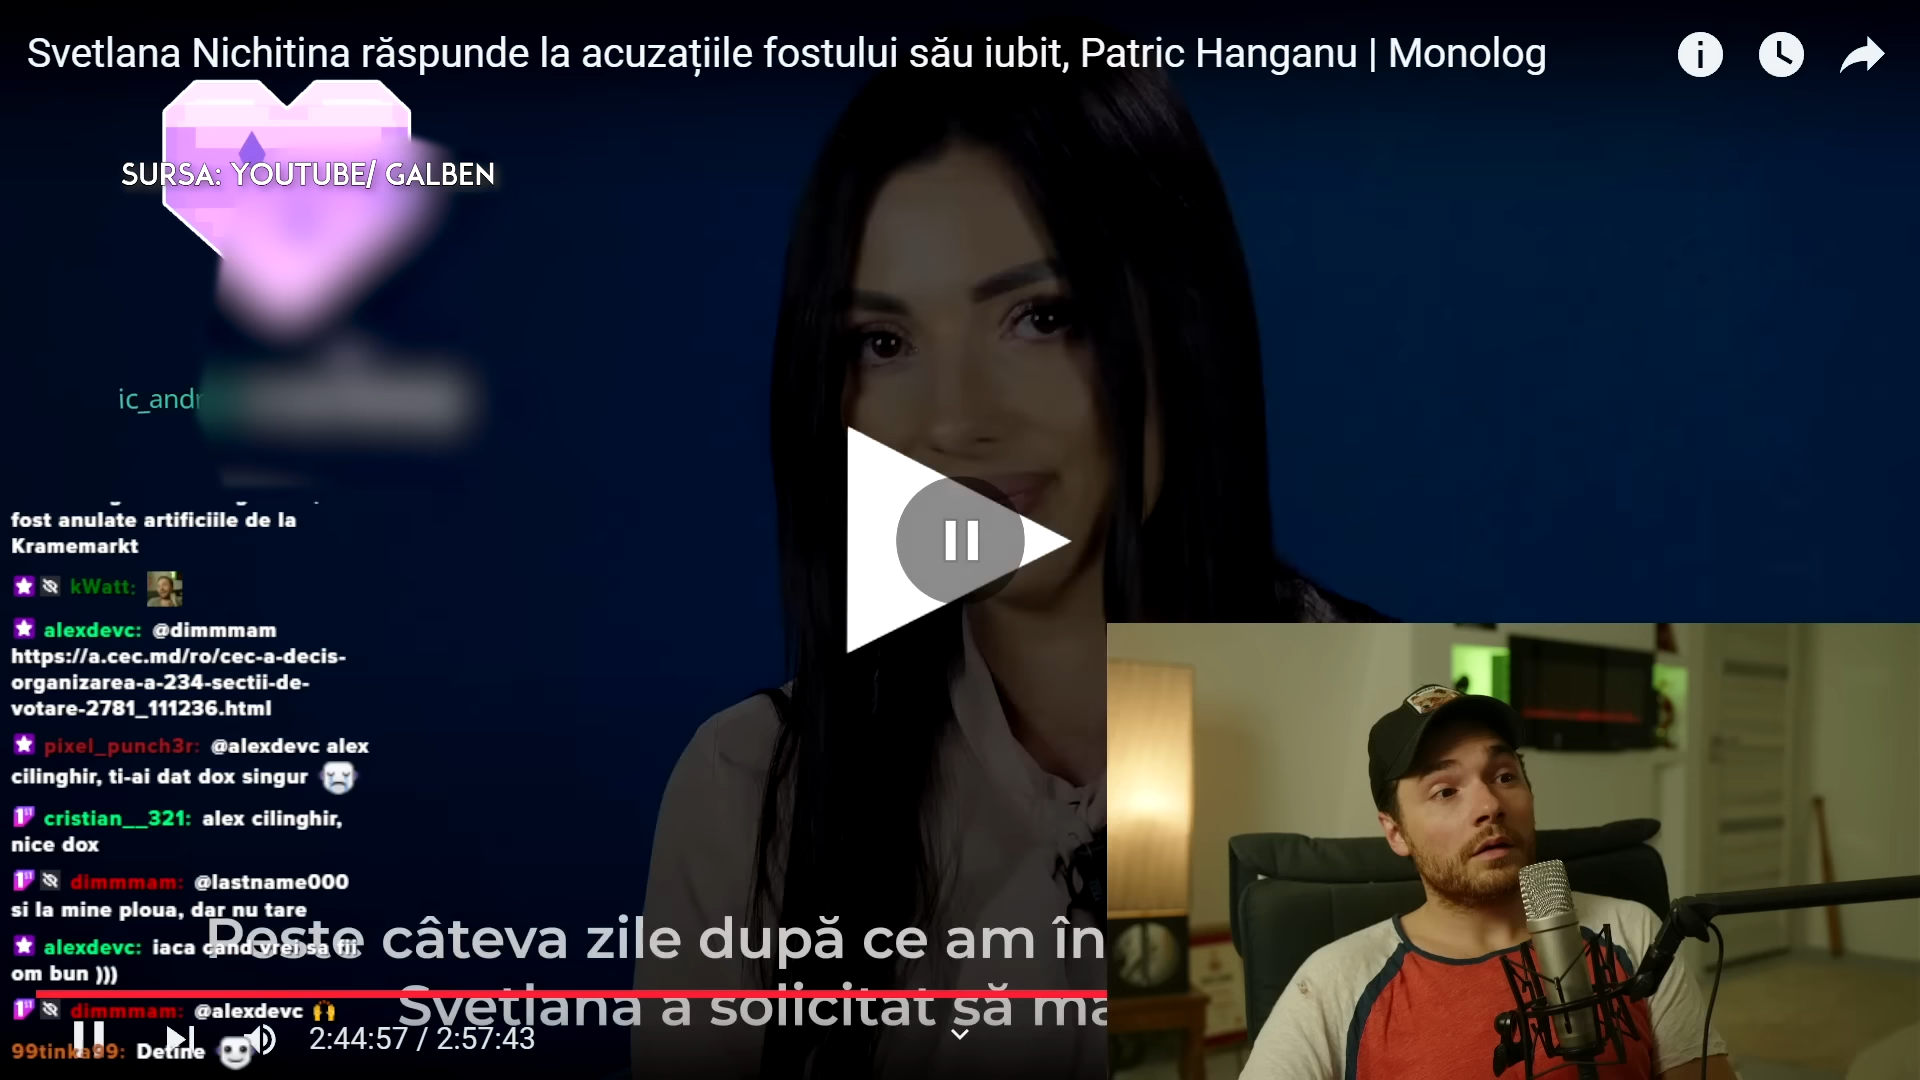 Svetlana Nichitina răspunde la acuzațiile fostului său iubit, Patric Hanganu | Monolog
SURSA: YOUTUBE/ GALBEN
fost anulate artificiile de la
Kramemarkt
kWatt:
alexdevc: @dimmmam
https://a.cec.md/ro/cec-a-decis-
organizarea-a-234-sectii-de-
votare-2781_111236.html
pixel_punch3r: @alexdevc alex
cilinghir, ti-ai dat dox singur
cristian__321: alex cilinghir,
nice dox
dimmmam: @lastname000
si la mine ploua, dar nu tare
alexdevc: iaca cand vrei sa fii
om bun )))
dimmmam: @alexdevc
99tinka99: Detine
Peste câteva zile după ce am în
Svetlana a solicitat să ma
2:44:57 / 2:57:43